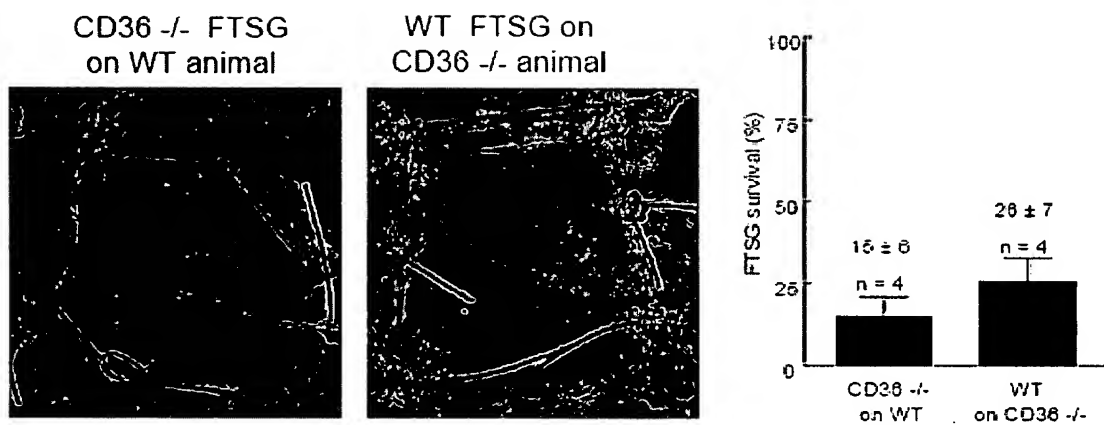 CD36 -/- FTSG
on WT animal
WT FTSG on
CD36 -/- animal
FTSG survival (%)
100
75
50
25
0
15 ± 6
n = 4
26 ± 7
n = 4
CD36 -/-
on WT
WT
on CD36 -/-